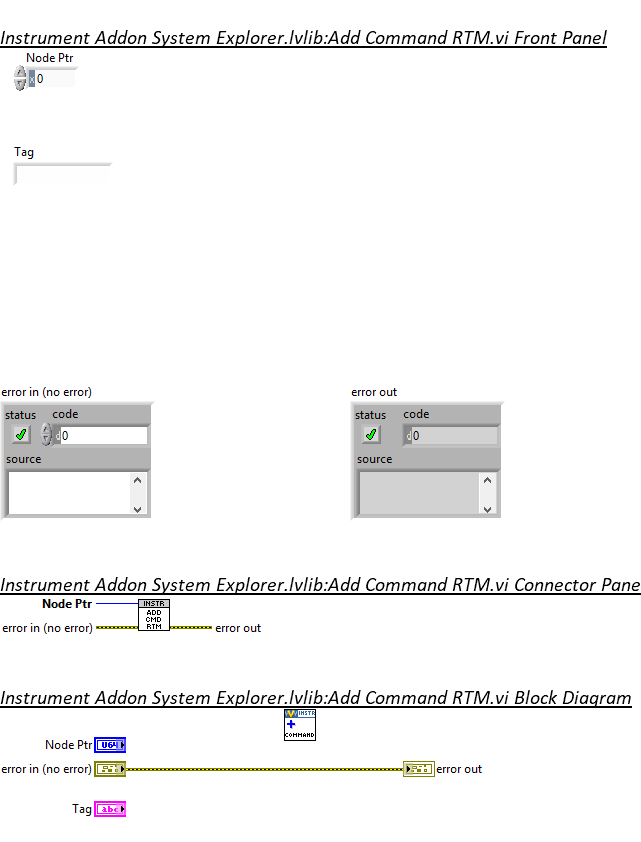 Instrument Addon System Explorer.lvlib:Add Command RTM.vi Front Panel
Node Ptr
x 0
Tag
error in (no error)
status code
d 0
source
error out
status code
d 0
source
Instrument Addon System Explorer.lvlib:Add Command RTM.vi Connector Pane
Node Ptr
error in (no error)
INSTR
ADD
CMD
RTM
error out
Instrument Addon System Explorer.lvlib:Add Command RTM.vi Block Diagram
INSTR
COMMAND
Node Ptr U64
error in (no error)
error out
Tag abc